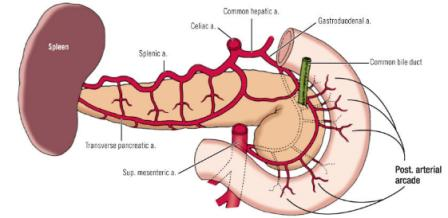 Common hepatic a.
Gastroduodenal a.
Celiac a.
Spleen
Splenic a.
Common bile duct
Transverse pancreatic a.
Sup. mesenteric a.
Post. arterial
arcade